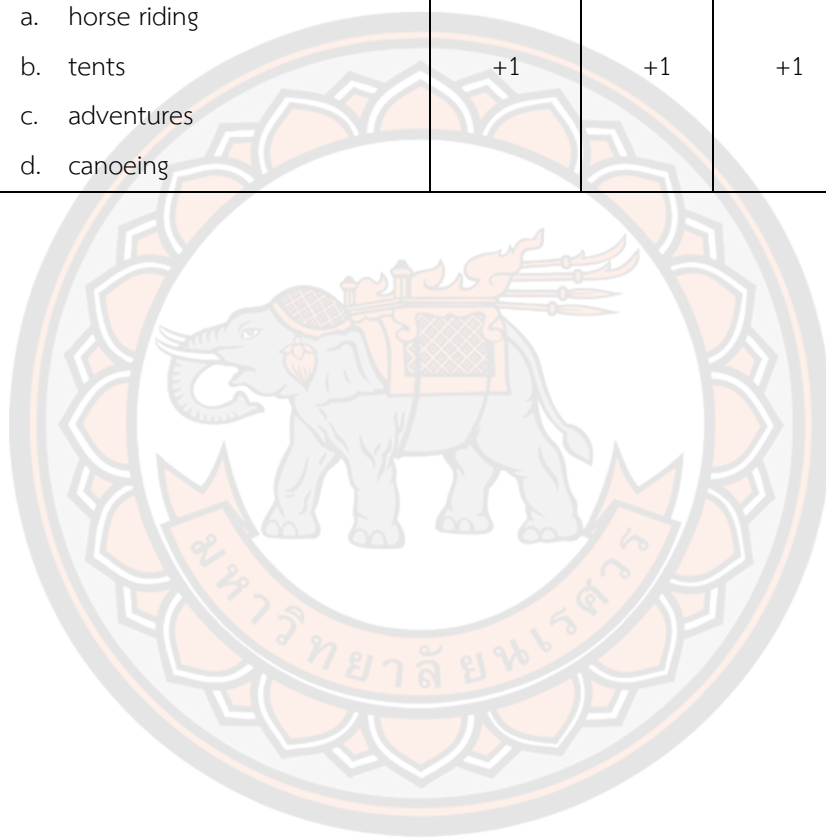 a. horse riding
b. tents +1 +1 +1
c. adventures
d. canoeing
มหาวิทยาลัยนเรศวร